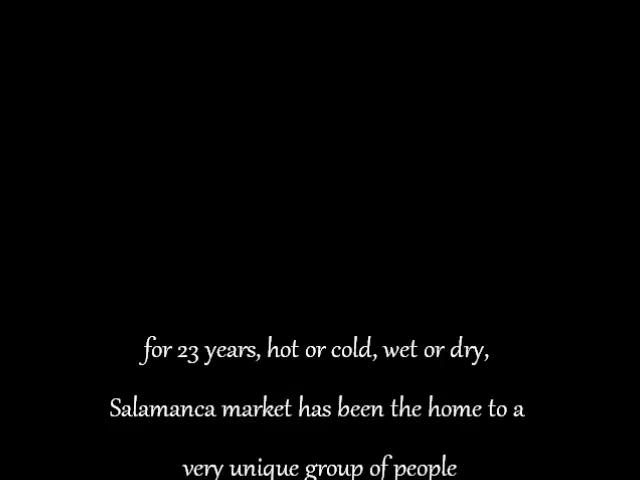 for 23 years, hot or cold, wet or dry,
Salamanca market has been the home to a
very unique group of people